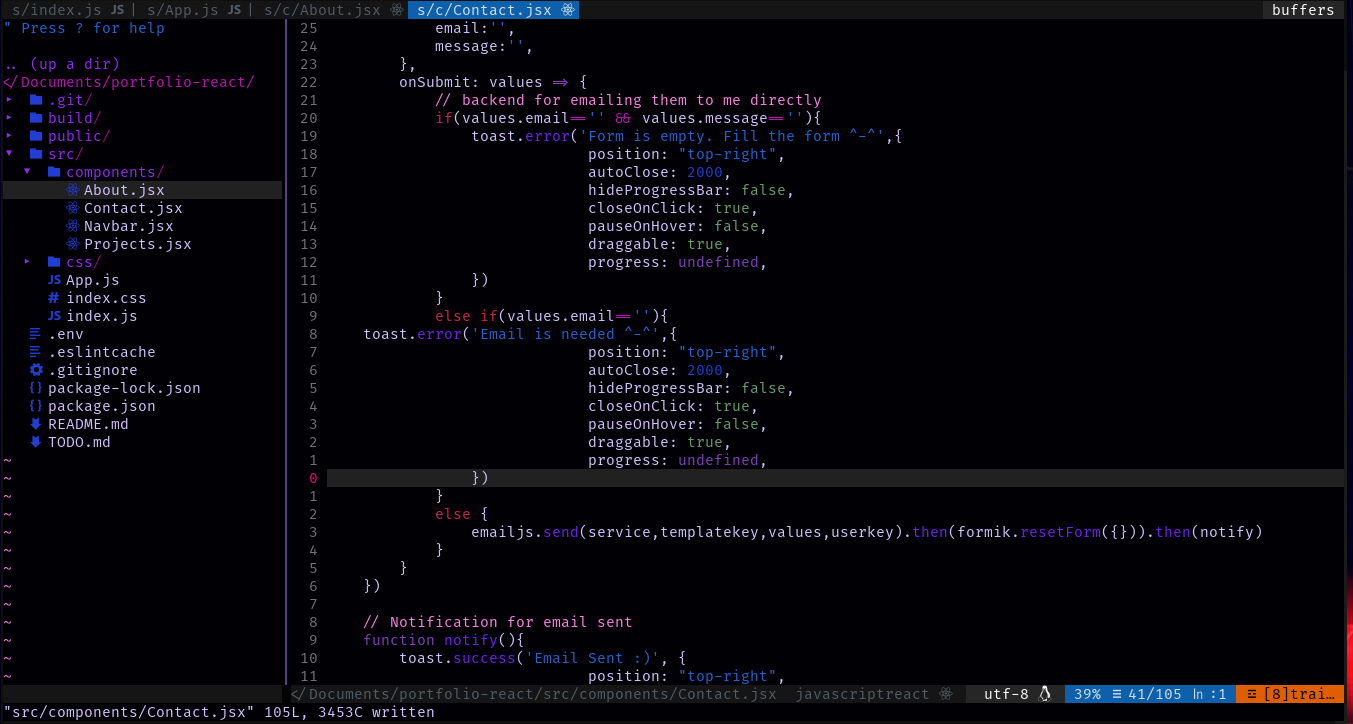 s/index.js JS | s/App.js JS | s/c/About.jsx s/c/Contact.jsx buffers
" Press ? for help
.. (up a dir)
</Documents/portfolio-react/
▸ .git/
▸ build/
▸ public/
▾ src/
▾ components/
About.jsx
Contact.jsx
Navbar.jsx
Projects.jsx
▸ css/
JS App.js
# index.css
JS index.js
.env
.eslintcache
.gitignore
{} package-lock.json
{} package.json
README.md
TODO.md
~
~
~
~
~
~
~
~
~
~
~
~
~
25 email:'',
24 message:'',
23 },
22 onSubmit: values => {
21 // backend for emailing them to me directly
20 if(values.email=='' && values.message==''){
19 toast.error('Form is empty. Fill the form ^-^',{
18 position: "top-right",
17 autoClose: 2000,
16 hideProgressBar: false,
15 closeOnClick: true,
14 pauseOnHover: false,
13 draggable: true,
12 progress: undefined,
11 })
10 }
9 else if(values.email==''){
8 toast.error('Email is needed ^-^',{
7 position: "top-right",
6 autoClose: 2000,
5 hideProgressBar: false,
4 closeOnClick: true,
3 pauseOnHover: false,
2 draggable: true,
1 progress: undefined,
0 })
1 }
2 else {
3 emailjs.send(service,templatekey,values,userkey).then(formik.resetForm({})).then(notify)
4 }
5 }
6 })
7
8 // Notification for email sent
9 function notify(){
10 toast.success('Email Sent :)', {
11 position: "top-right",
</Documents/portfolio-react/src/components/Contact.jsx javascriptreact utf-8 39% ☰ 41/105 ln :1 ☲ [8]trai…
"src/components/Contact.jsx" 105L, 3453C written